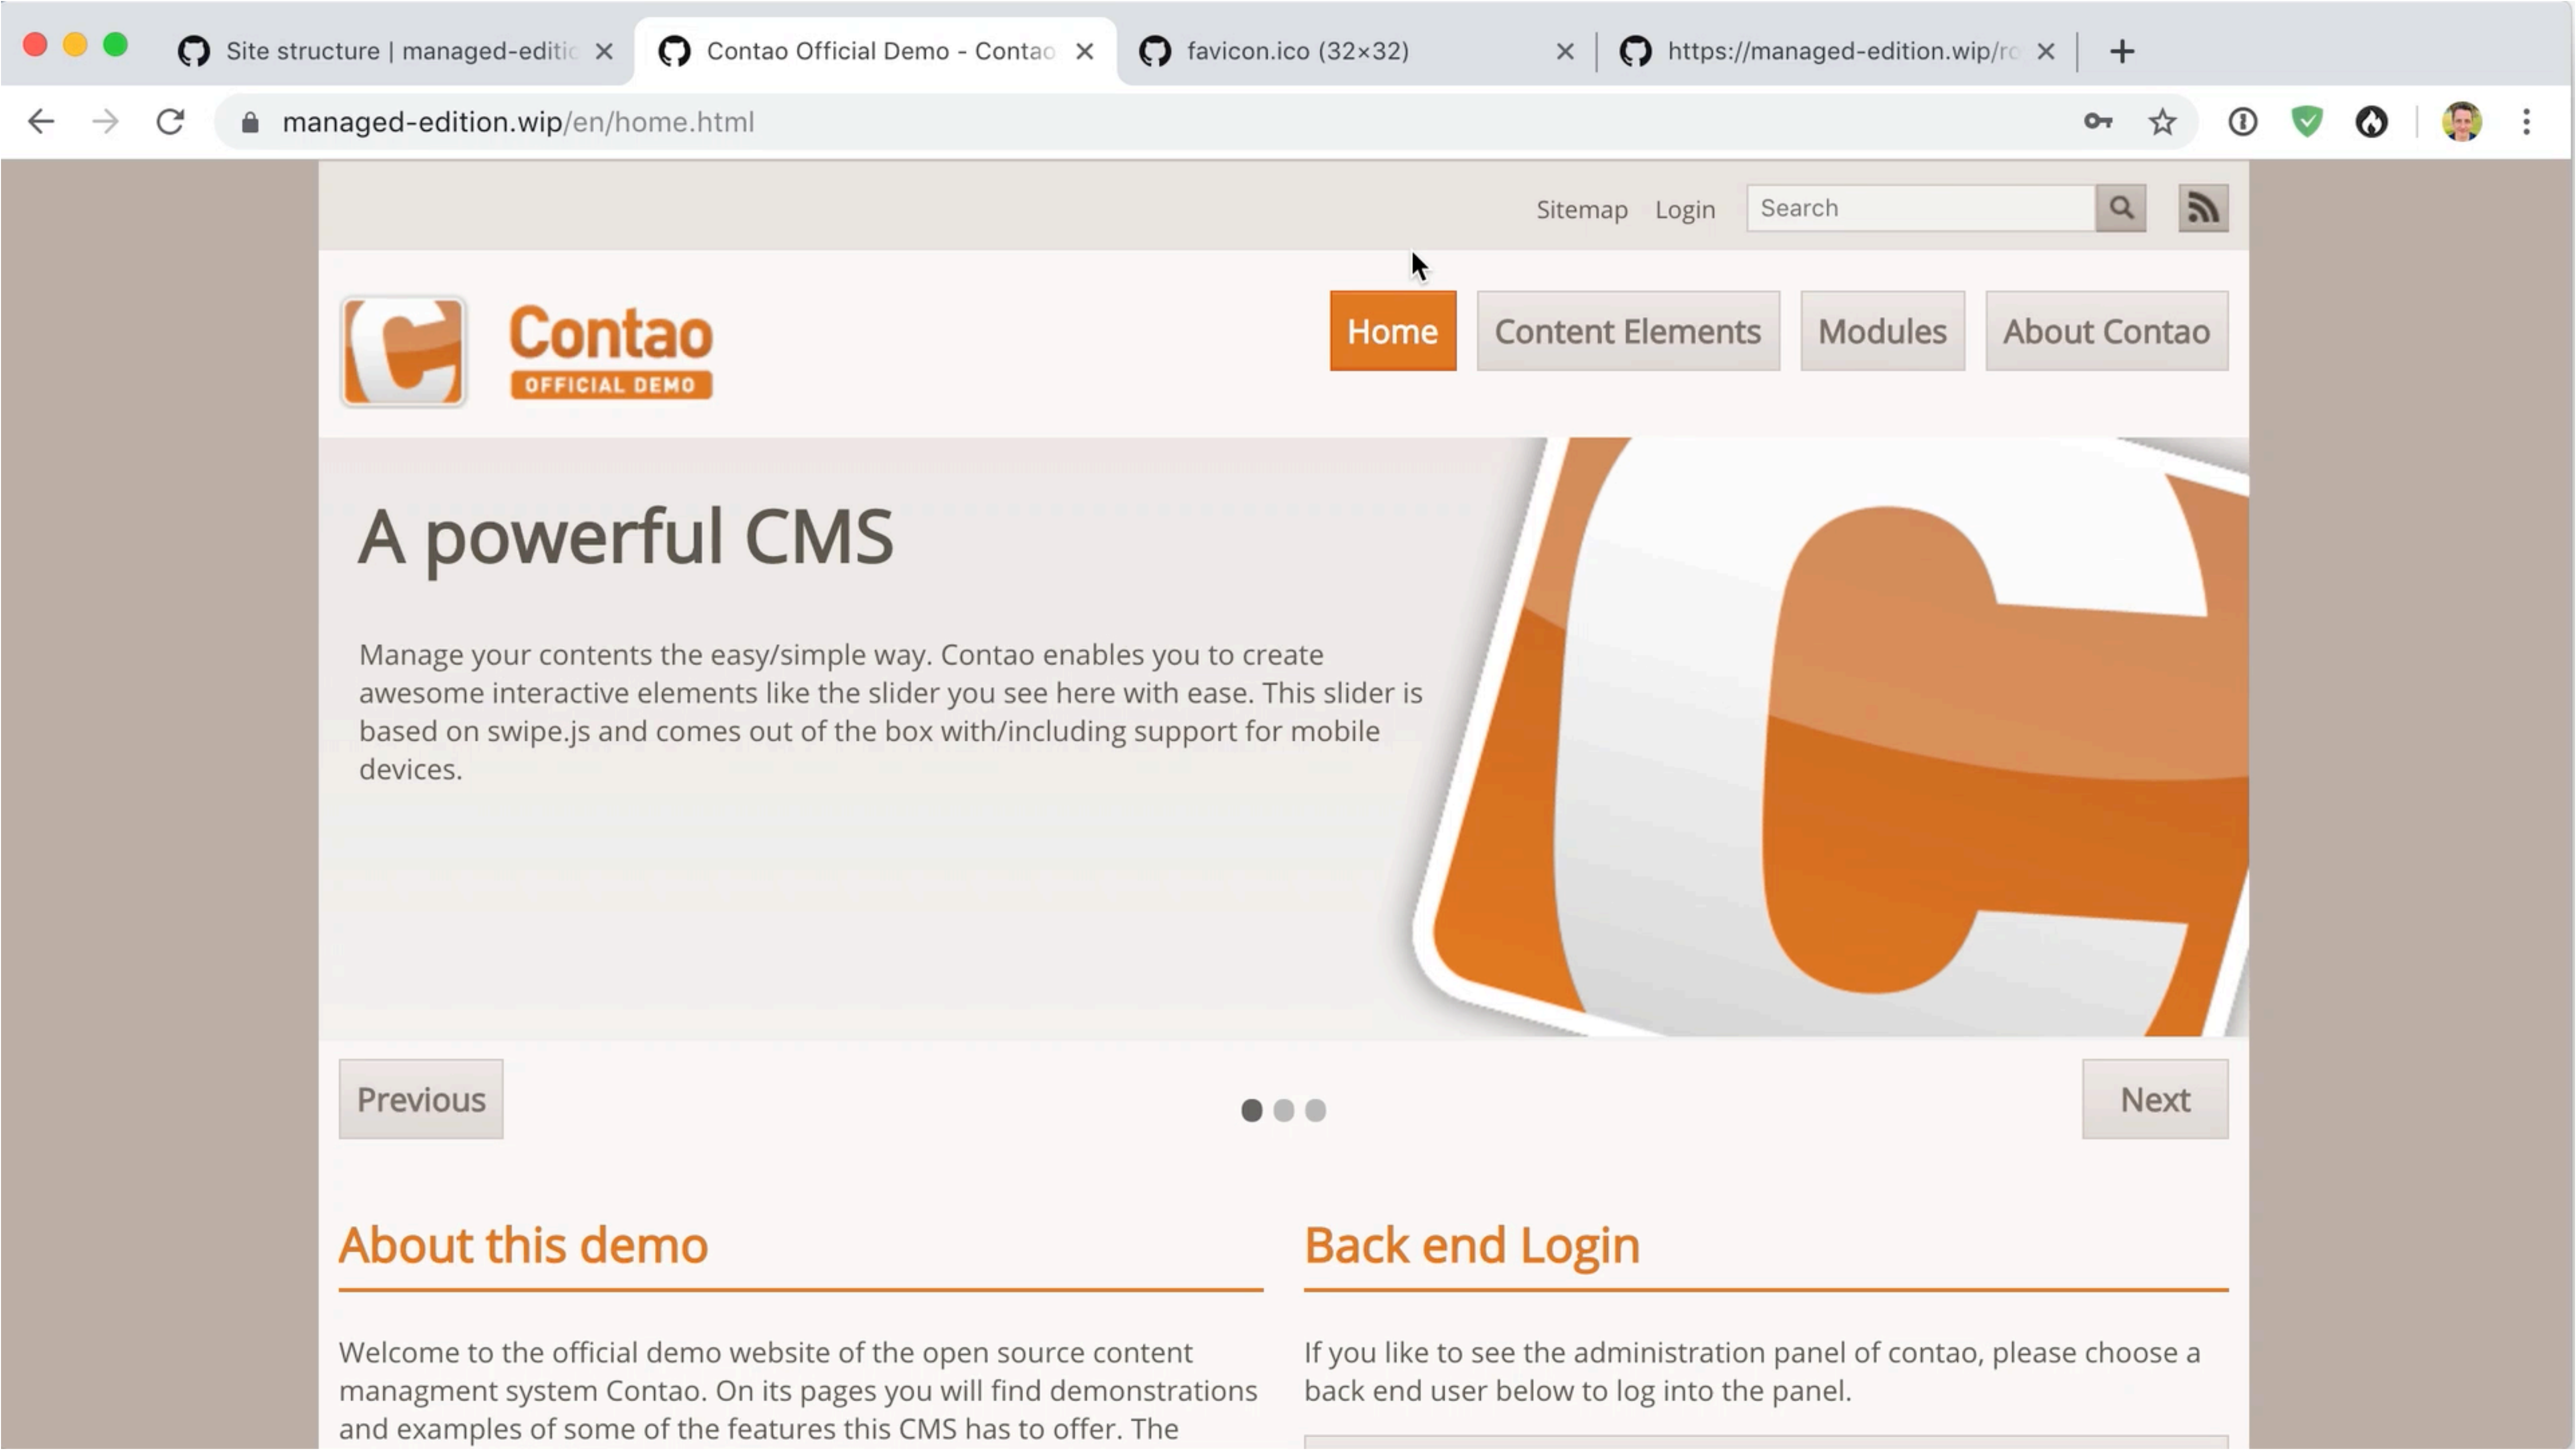 Site structure | managed-editio
Contao Official Demo - Contao
favicon.ico (32×32)
https://managed-edition.wip/ro
managed-edition.wip/en/home.html
Sitemap Login Search
Contao
OFFICIAL DEMO
Home Content Elements Modules About Contao
A powerful CMS
Manage your contents the easy/simple way. Contao enables you to create
awesome interactive elements like the slider you see here with ease. This slider is
based on swipe.js and comes out of the box with/including support for mobile
devices.
Previous
Next
About this demo
Welcome to the official demo website of the open source content
managment system Contao. On its pages you will find demonstrations
and examples of some of the features this CMS has to offer. The
Back end Login
If you like to see the administration panel of contao, please choose a
back end user below to log into the panel.